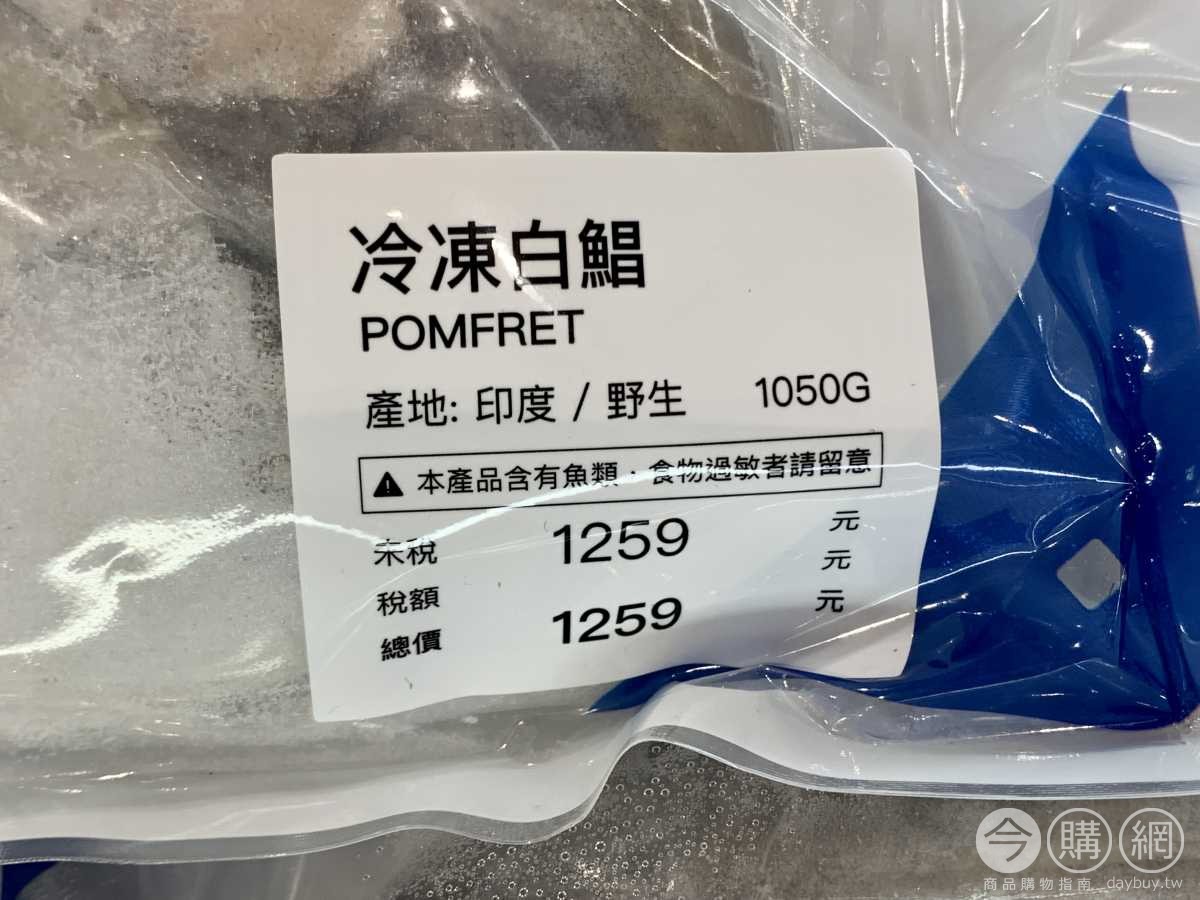 冷凍白鯧
POMFRET
產地: 印度 / 野生 1050G
本產品含有魚類，食物過敏者請留意
未稅 1259 元
稅額 元
總價 1259 元
今購網
商品購物指南 daybuy.tw